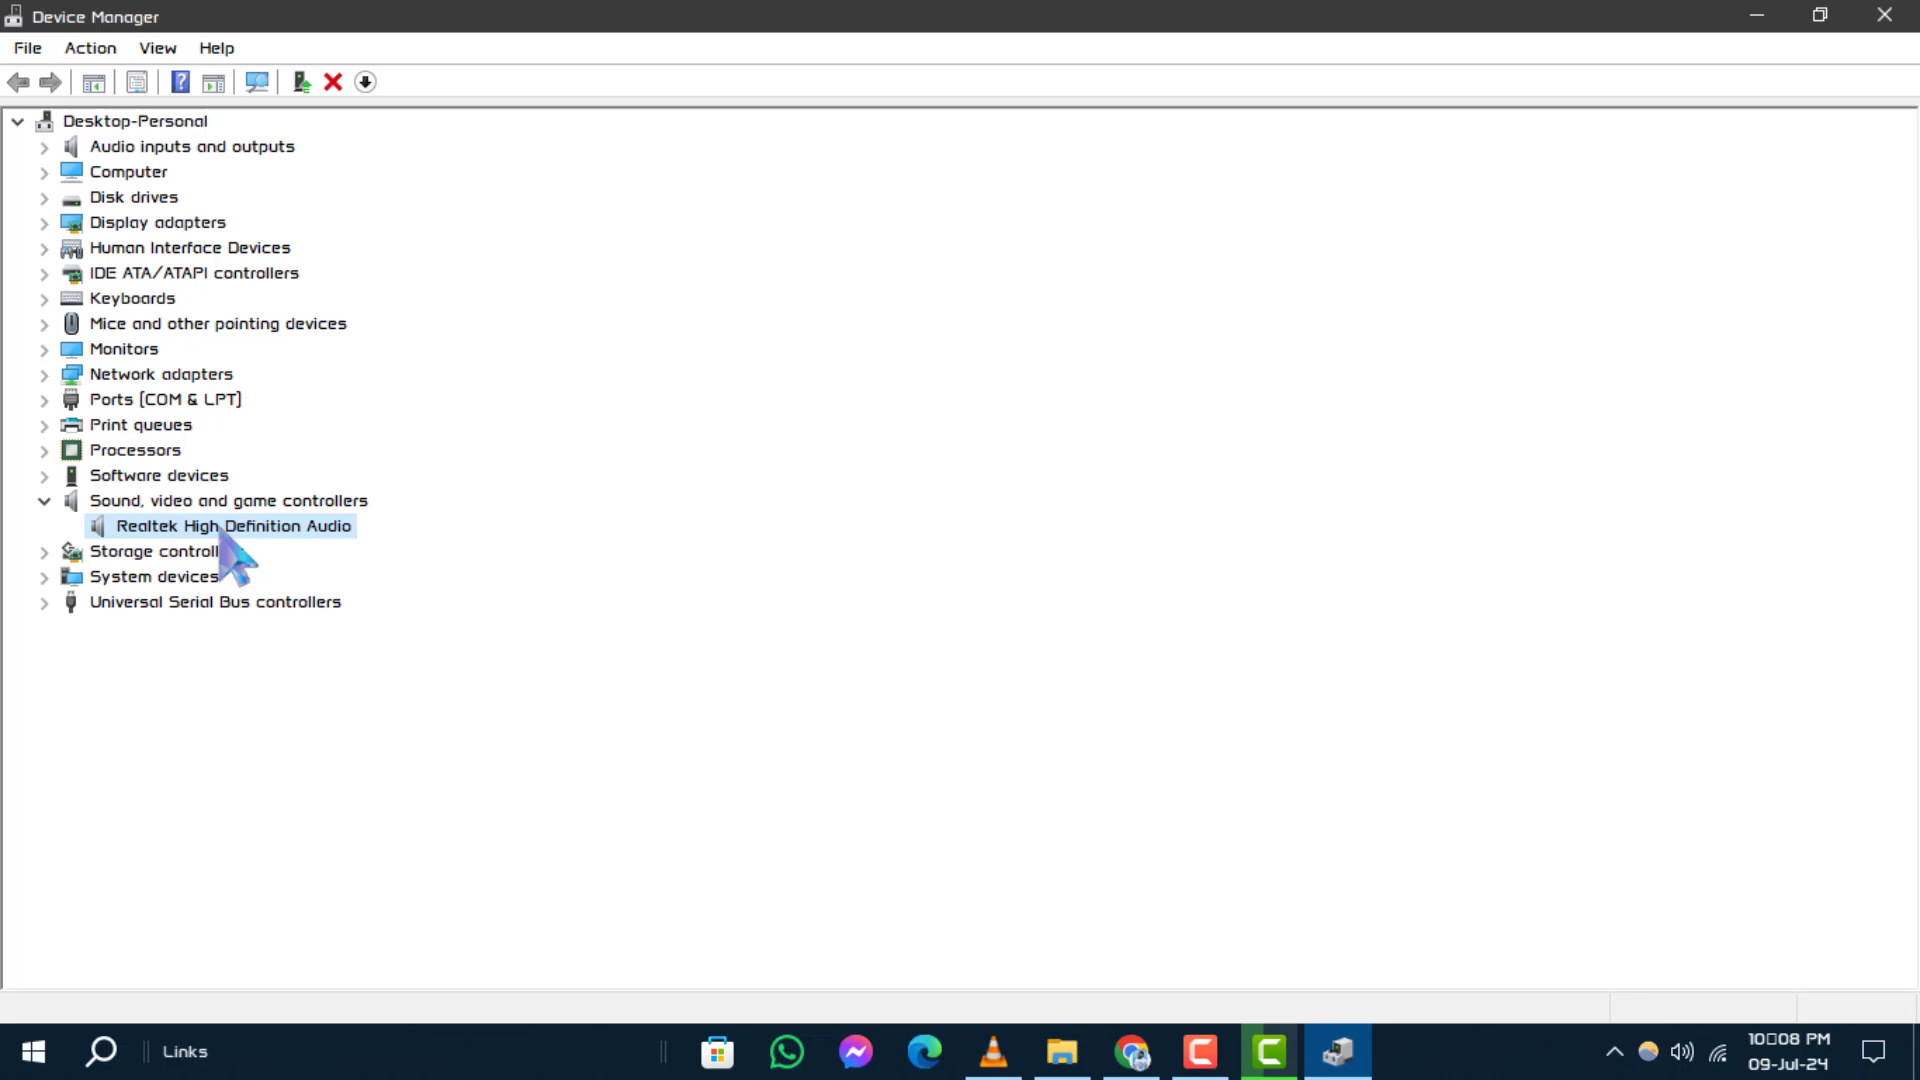 Device Manager
File Action View Help
Desktop-Personal
Audio inputs and outputs
Computer
Disk drives
Display adapters
Human Interface Devices
IDE ATA/ATAPI controllers
Keyboards
Mice and other pointing devices
Monitors
Network adapters
Ports (COM & LPT)
Print queues
Processors
Software devices
Sound, video and game controllers
Realtek High Definition Audio
Storage controll
System devices
Universal Serial Bus controllers
Links
10□08 PM
09-Jul-24